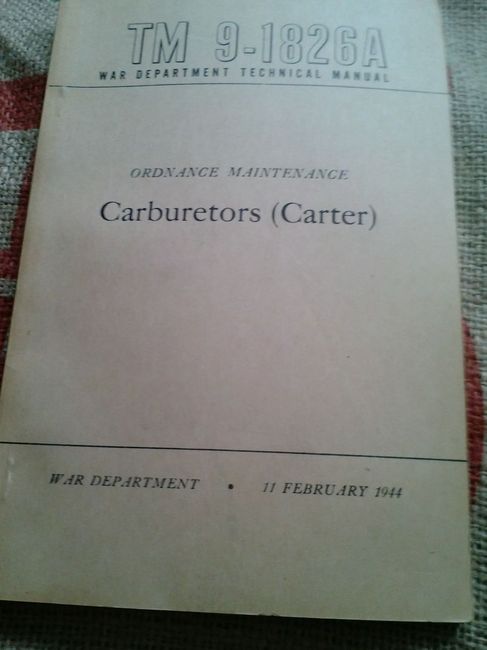 TM 9-1826A
WAR DEPARTMENT TECHNICAL MANUAL
ORDNANCE MAINTENANCE
Carburetors (Carter)
WAR DEPARTMENT • 11 FEBRUARY 1944